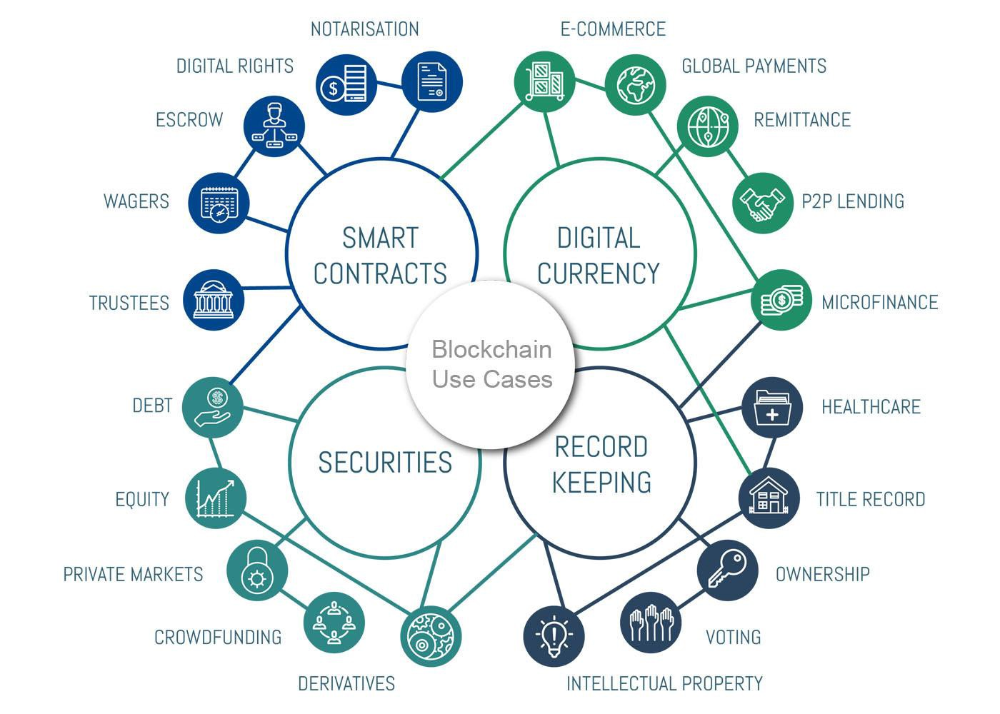 NOTARISATION
E-COMMERCE
DIGITAL RIGHTS
GLOBAL PAYMENTS
ESCROW
REMITTANCE
WAGERS
P2P LENDING
SMART
CONTRACTS
DIGITAL
CURRENCY
TRUSTEES
MICROFINANCE
Blockchain
Use Cases
DEBT
HEALTHCARE
SECURITIES
RECORD
KEEPING
EQUITY
TITLE RECORD
PRIVATE MARKETS
OWNERSHIP
CROWDFUNDING
VOTING
DERIVATIVES
INTELLECTUAL PROPERTY